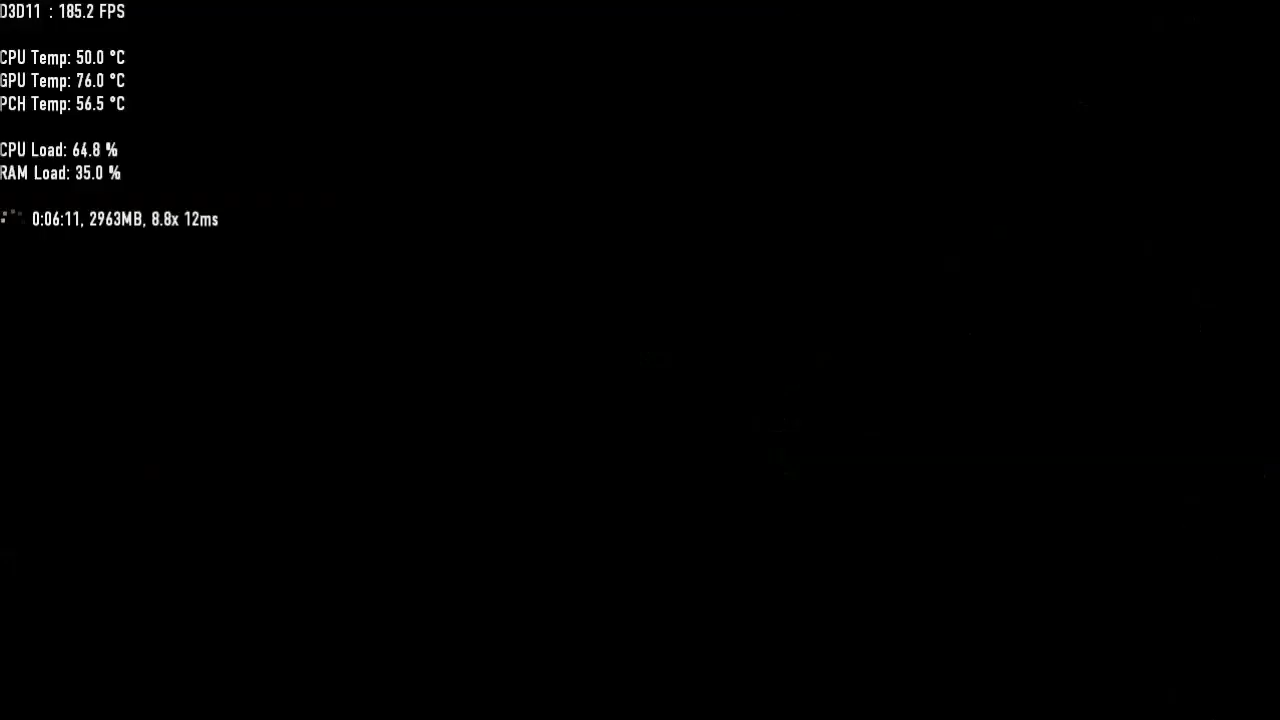 D3D11 : 185.2 FPS
CPU Temp: 50.0 °C
GPU Temp: 76.0 °C
PCH Temp: 56.5 °C
CPU Load: 64.8 %
RAM Load: 35.0 %
0:06:11, 2963MB, 8.8x 12ms